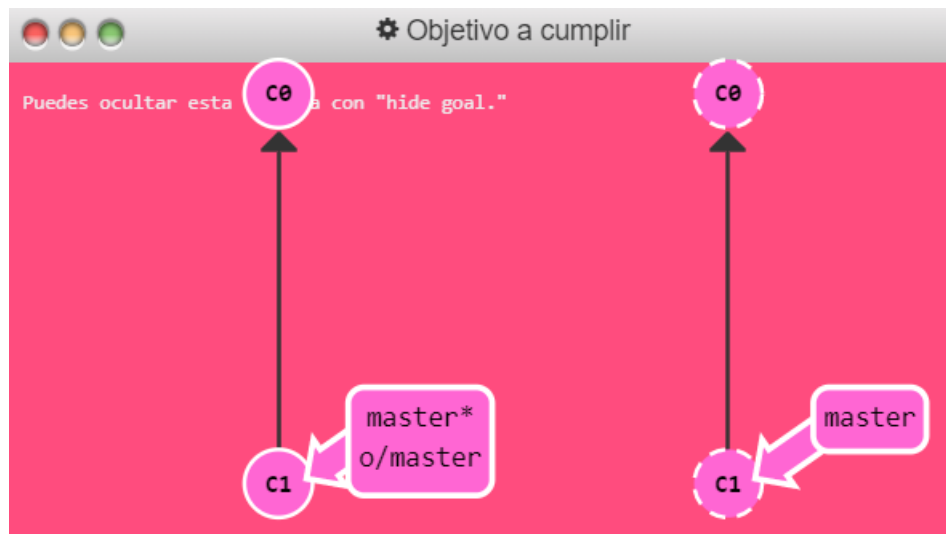 Objetivo a cumplir
Puedes ocultar esta
a con "hide goal."
C0
C0
master*
o/master
master
C1
C1